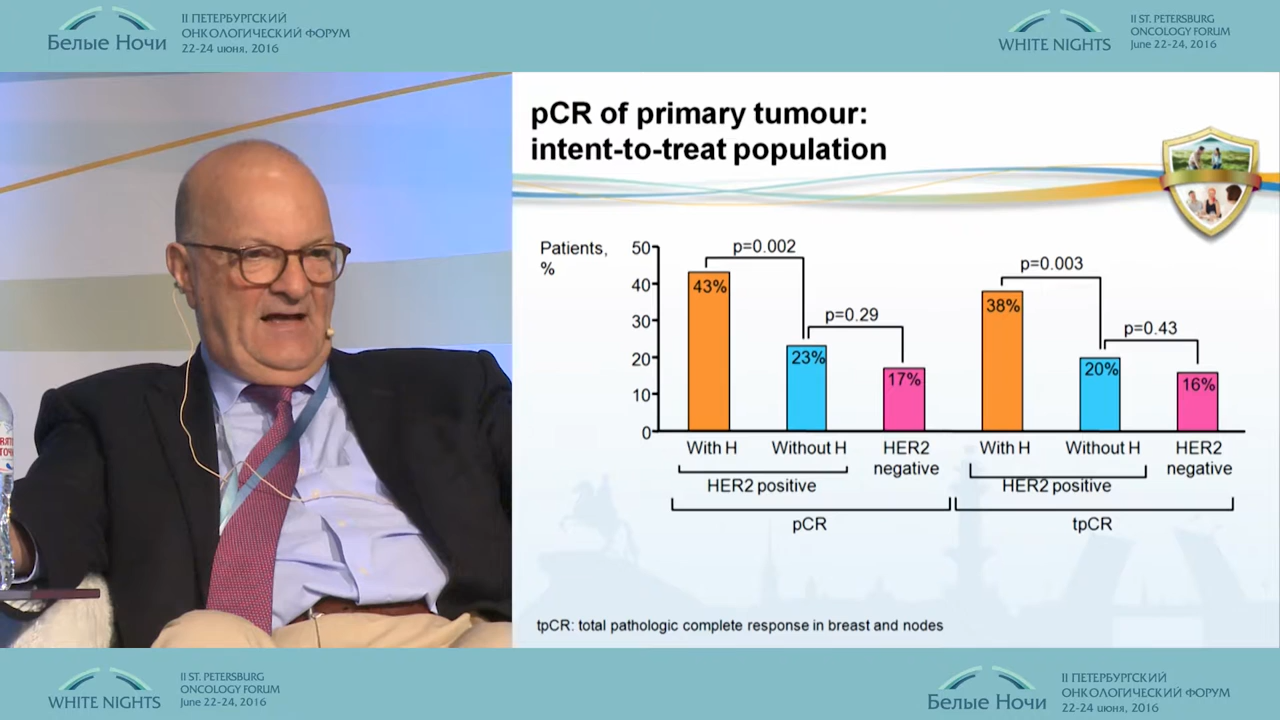 Белые Ночи
II ПЕТЕРБУРГСКИЙ
ОНКОЛОГИЧЕСКИЙ ФОРУМ
22-24 июня, 2016
WHITE NIGHTS
II ST. PETERSBURG
ONCOLOGY FORUM
June 22-24, 2016
pCR of primary tumour:
intent-to-treat population
Patients,
%
50
40
30
20
10
0
p=0.002
p=0.29
p=0.003
p=0.43
43%
23%
17%
38%
20%
16%
With H
Without H
HER2
negative
With H
Without H
HER2
negative
HER2 positive
HER2 positive
pCR
tpCR
tpCR: total pathologic complete response in breast and nodes
WHITE NIGHTS
II ST. PETERSBURG
ONCOLOGY FORUM
June 22-24, 2016
Белые Ночи
II ПЕТЕРБУРГСКИЙ
ОНКОЛОГИЧЕСКИЙ ФОРУМ
22-24 июня, 2016